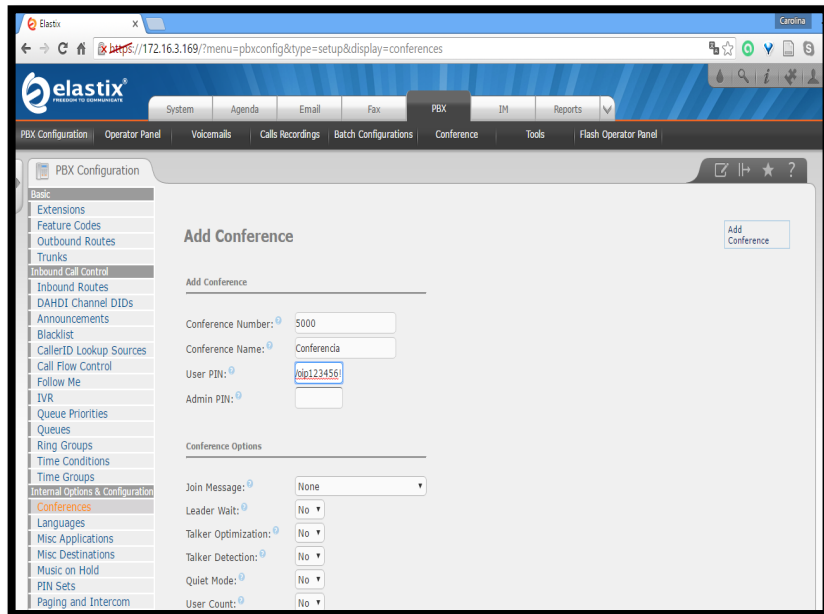 Elastix
Carolina
https://172.16.3.169/?menu=pbxconfig&type=setup&display=conferences
elastix®
FREEDOM TO COMMUNICATE
System Agenda Email Fax PBX IM Reports
PBX Configuration Operator Panel Voicemails Calls Recordings Batch Configurations Conference Tools Flash Operator Panel
PBX Configuration
Basic
Extensions
Feature Codes
Outbound Routes
Trunks
Inbound Call Control
Inbound Routes
DAHDI Channel DIDs
Announcements
Blacklist
CallerID Lookup Sources
Call Flow Control
Follow Me
IVR
Queue Priorities
Queues
Ring Groups
Time Conditions
Time Groups
Internal Options & Configuration
Conferences
Languages
Misc Applications
Misc Destinations
Music on Hold
PIN Sets
Paging and Intercom
Add Conference
Add
Conference
Add Conference
Conference Number: 5000
Conference Name: Conferencia
User PIN:
Admin PIN:
Conference Options
Join Message: None
Leader Wait: No
Talker Optimization: No
Talker Detection: No
Quiet Mode: No
User Count: No